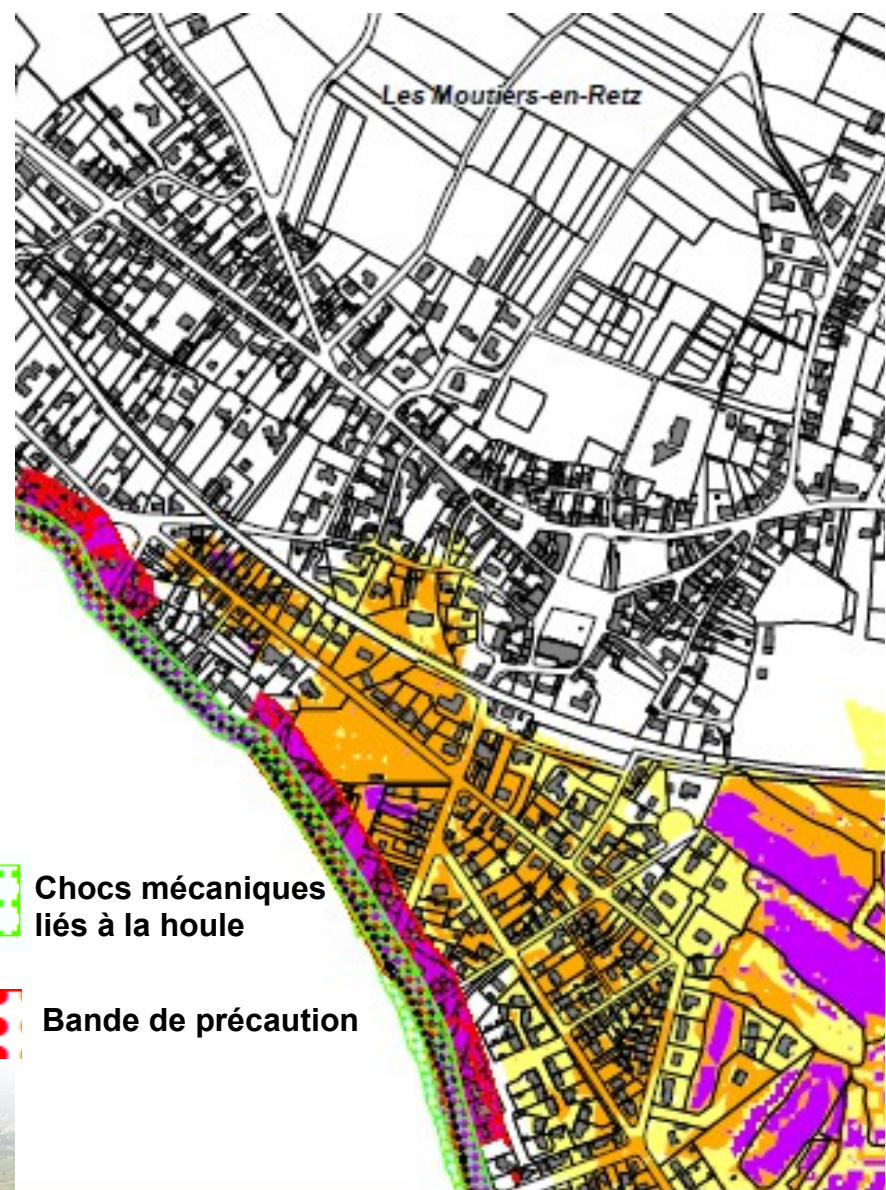 Les Moutiers-en-Retz
Chocs mécaniques
liés à la houle
Bande de précaution